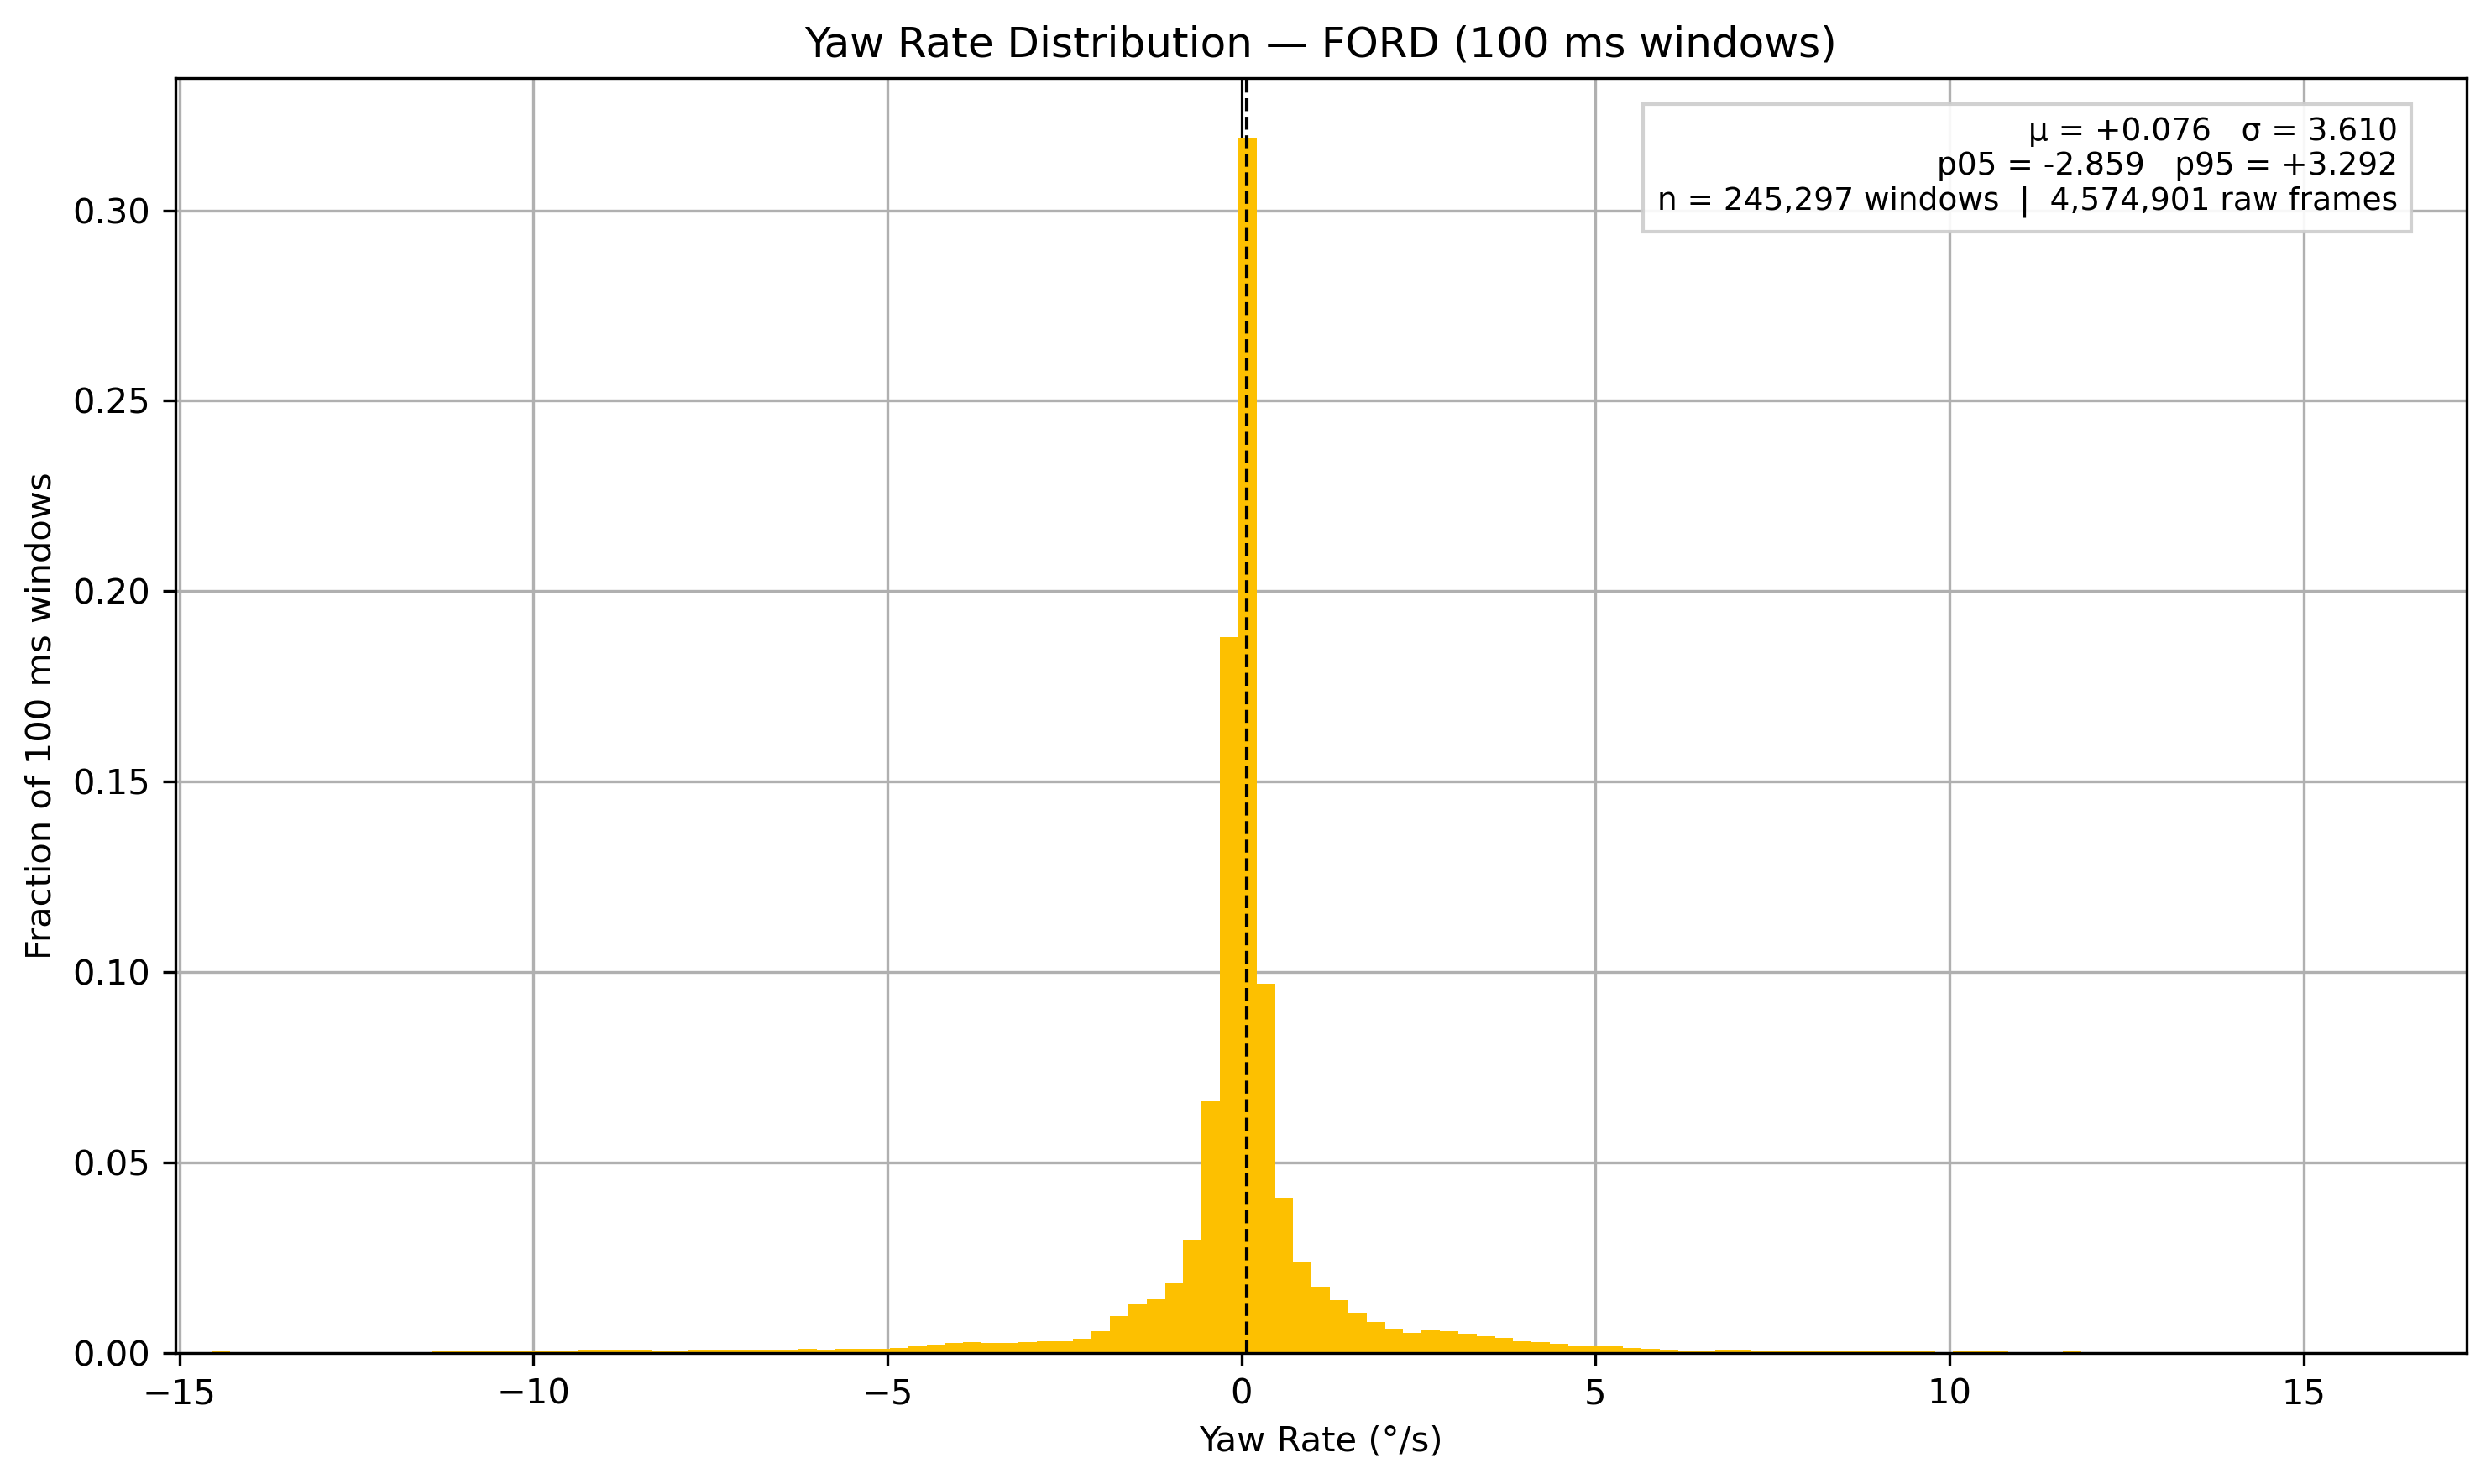 Yaw Rate Distribution — FORD (100 ms windows)
μ = +0.076   σ = 3.610
p05 = -2.859   p95 = +3.292
n = 245,297 windows  |  4,574,901 raw frames
Fraction of 100 ms windows
0.30
0.25
0.20
0.15
0.10
0.05
0.00
−15 −10 −5 0 5 10 15
Yaw Rate (°/s)